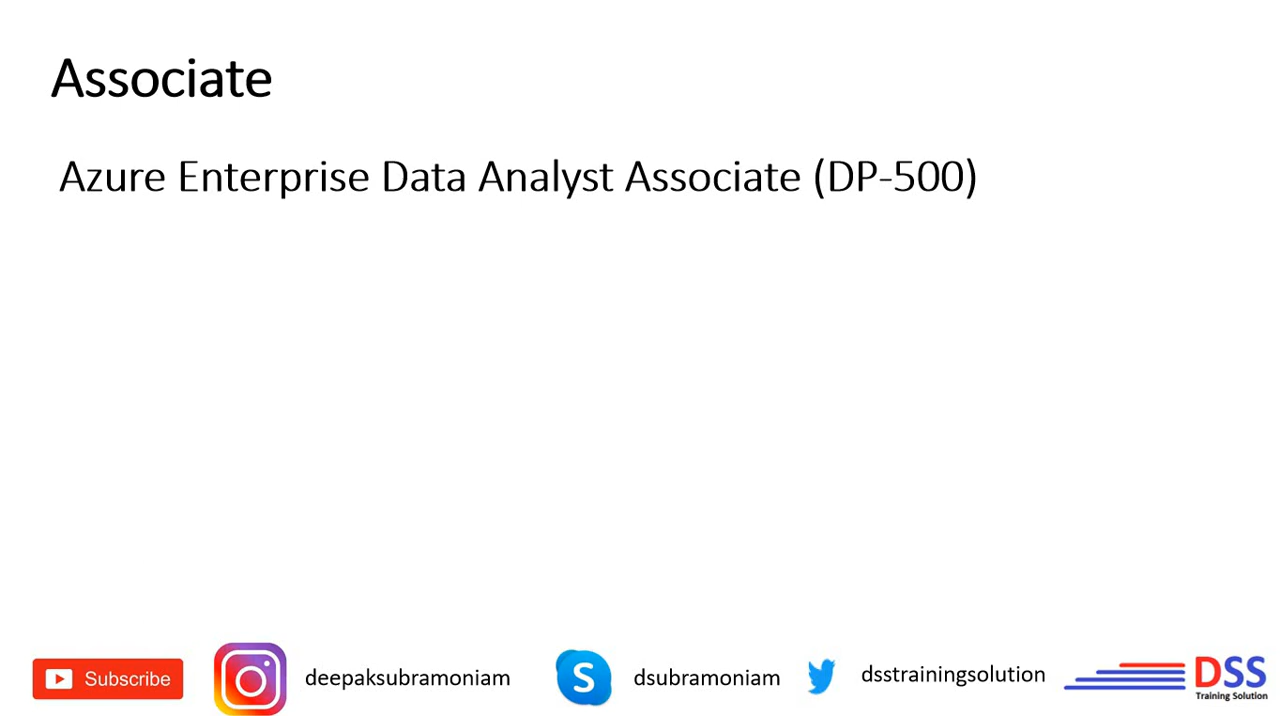 Associate
Azure Enterprise Data Analyst Associate (DP-500)
Subscribe
deepaksubramoniam
S
dsubramoniam
dsstrainingsolution
DSS
Training Solution